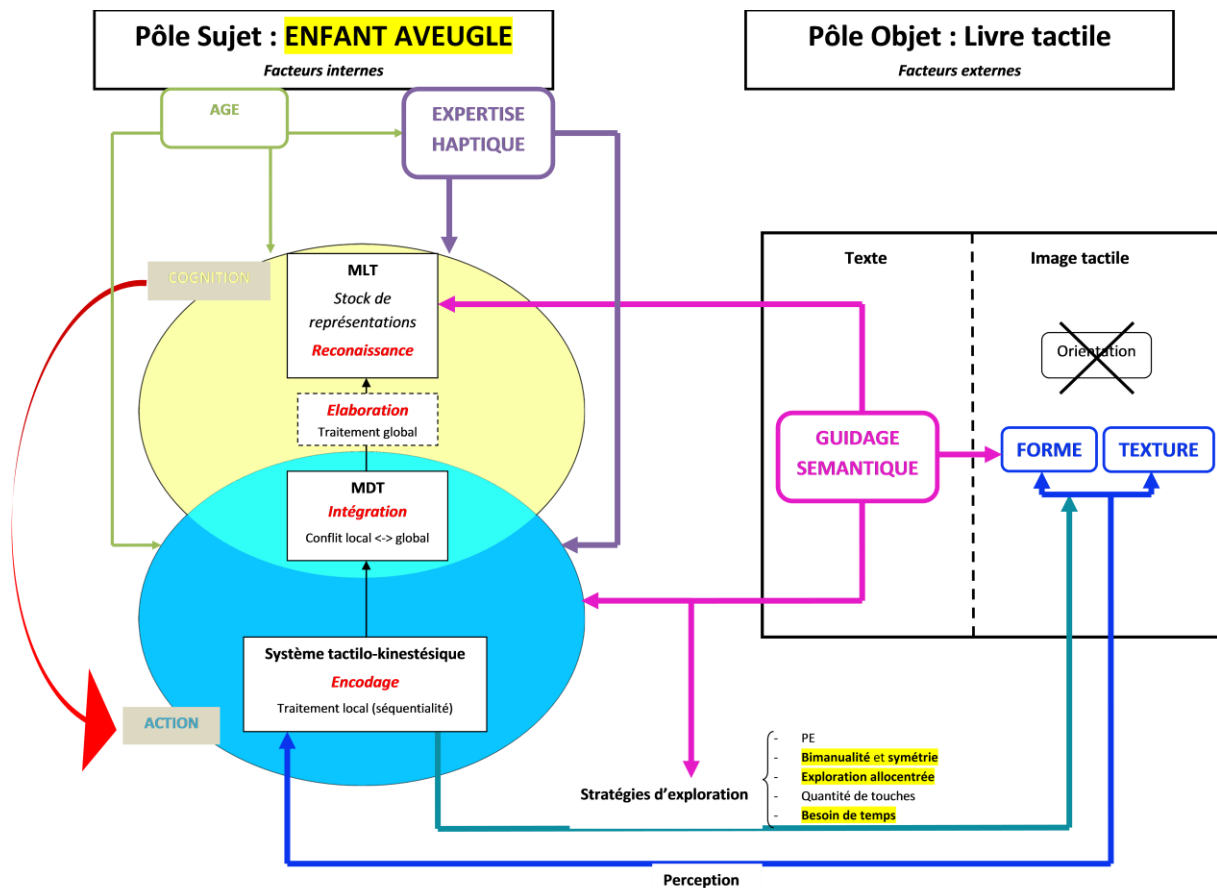 Pôle Sujet : ENFANT AVEUGLE
Facteurs internes
Pôle Objet : Livre tactile
Facteurs externes
AGE
EXPERTISE
HAPTIQUE
COGNITION
MLT
Stock de
représentations
Reconaissance
Elaboration
Traitement global
MDT
Intégration
Conflit local <-> global
Système tactilo-kinestésique
Encodage
Traitement local (séquentialité)
ACTION
Texte
Image tactile
Orientation
GUIDAGE
SEMANTIQUE
FORME
TEXTURE
Stratégies d’exploration
- PE
- Bimanualité et symétrie
- Exploration allocentrée
- Quantité de touches
- Besoin de temps
Perception